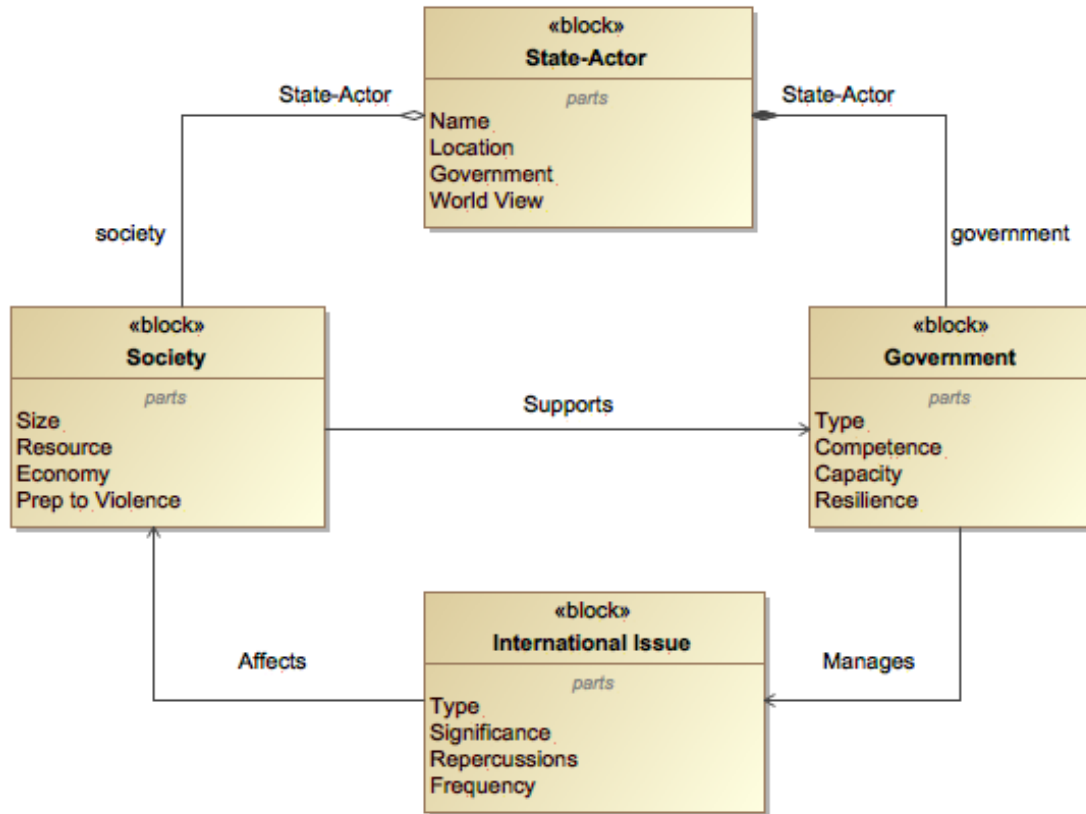 «block»
State-Actor
parts
Name
Location
Government
World View
State-Actor
State-Actor
society
government
«block»
Society
parts
Size
Resource
Economy
Prep to Violence
Supports
«block»
Government
parts
Type
Competence
Capacity
Resilience
Affects
Manages
«block»
International Issue
parts
Type
Significance
Repercussions
Frequency